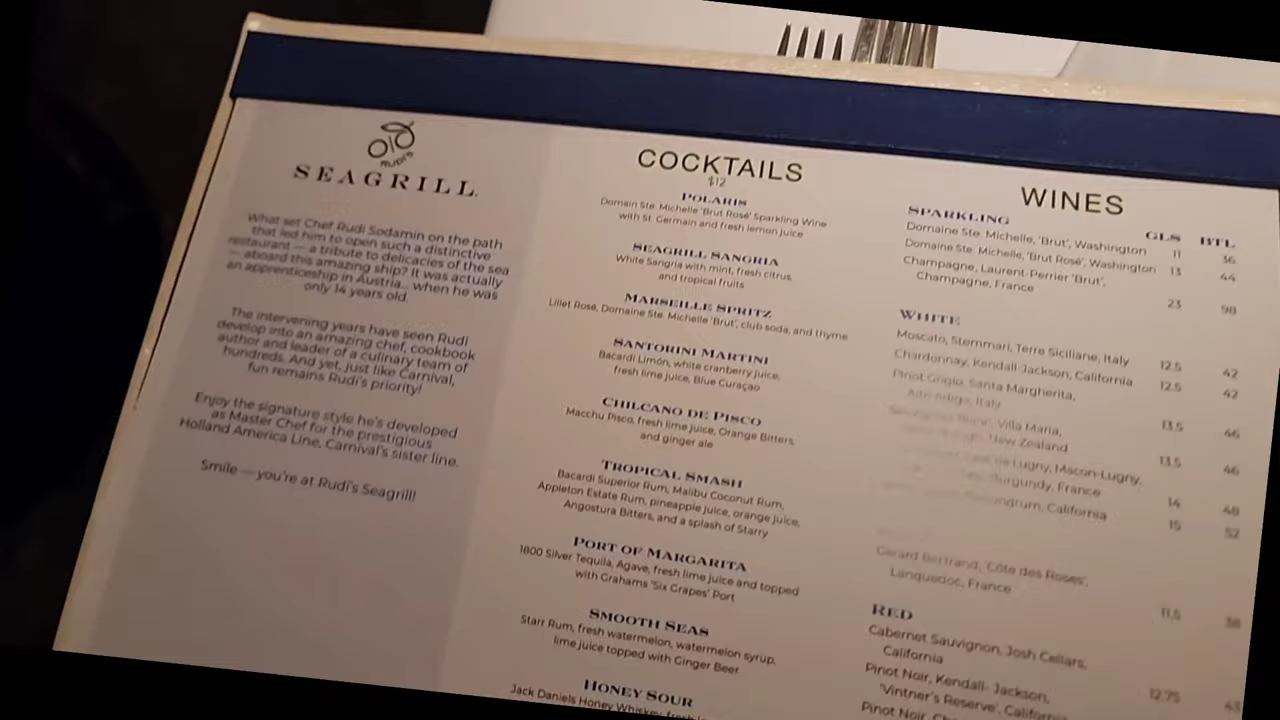 RUDI'S
SEAGRILL
What set Chef Rudi Sodamin on the path
that led him to open such a distinctive
restaurant — a tribute to delicacies of the sea
— aboard this amazing ship? It was actually
an apprenticeship in Austria... when he was
only 14 years old.
The intervening years have seen Rudi
develop into an amazing chef, cookbook
author and leader of a culinary team of
hundreds. And yet, just like Carnival,
fun remains Rudi's priority!
Enjoy the signature style he's developed
as Master Chef for the prestigious
Holland America Line, Carnival's sister line.
Smile — you're at Rudi's Seagrill!
COCKTAILS
$12
POLARIS
Domain Ste. Michelle 'Brut Rosé' Sparkling Wine
with St. Germain and fresh lemon juice
SEAGRILL SANGRIA
White Sangria with mint, fresh citrus,
and tropical fruits
MARSEILLE SPRITZ
Lillet Rosé, Domaine Ste. Michelle 'Brut', club soda, and thyme
SANTORINI MARTINI
Bacardi Limón, white cranberry juice,
fresh lime juice, Blue Curaçao
CHILCANO DE PISCO
Macchu Pisco, fresh lime juice, Orange Bitters,
and ginger ale
TROPICAL SMASH
Bacardi Superior Rum, Malibu Coconut Rum,
Appleton Estate Rum, pineapple juice, orange juice,
Angostura Bitters, and a splash of Starry
PORT OF MARGARITA
1800 Silver Tequila, Agave, fresh lime juice and topped
with Grahams 'Six Grapes' Port
SMOOTH SEAS
Starr Rum, fresh watermelon, watermelon syrup,
lime juice topped with Ginger Beer
HONEY SOUR
Jack Daniels Honey Whiskey, fresh
WINES
SPARKLING GLS BTL
Domaine Ste. Michelle, 'Brut', Washington 11 36
Domaine Ste. Michelle, 'Brut Rosé', Washington 13 44
Champagne, Laurent-Perrier 'Brut',
Champagne, France 23 98
WHITE
Moscato, Stemmari, Terre Siciliane, Italy 12.5 42
Chardonnay, Kendall-Jackson, California 12.5 42
Pinot Grigio, Santa Margherita,
Alto Adige, Italy 13.5 46
Sauvignon Blanc, Villa Maria,
New Zealand 13.5 46
de Lugny, Macon-Lugny,
Burgundy, France 14 48
Conundrum, California 15 52
Gérard Bertrand, 'Côte des Roses',
Languedoc, France 11.5 38
RED
Cabernet Sauvignon, Josh Cellars,
California 12.75 43
Pinot Noir, Kendall-Jackson,
'Vintner's Reserve', California
Pinot Noir,